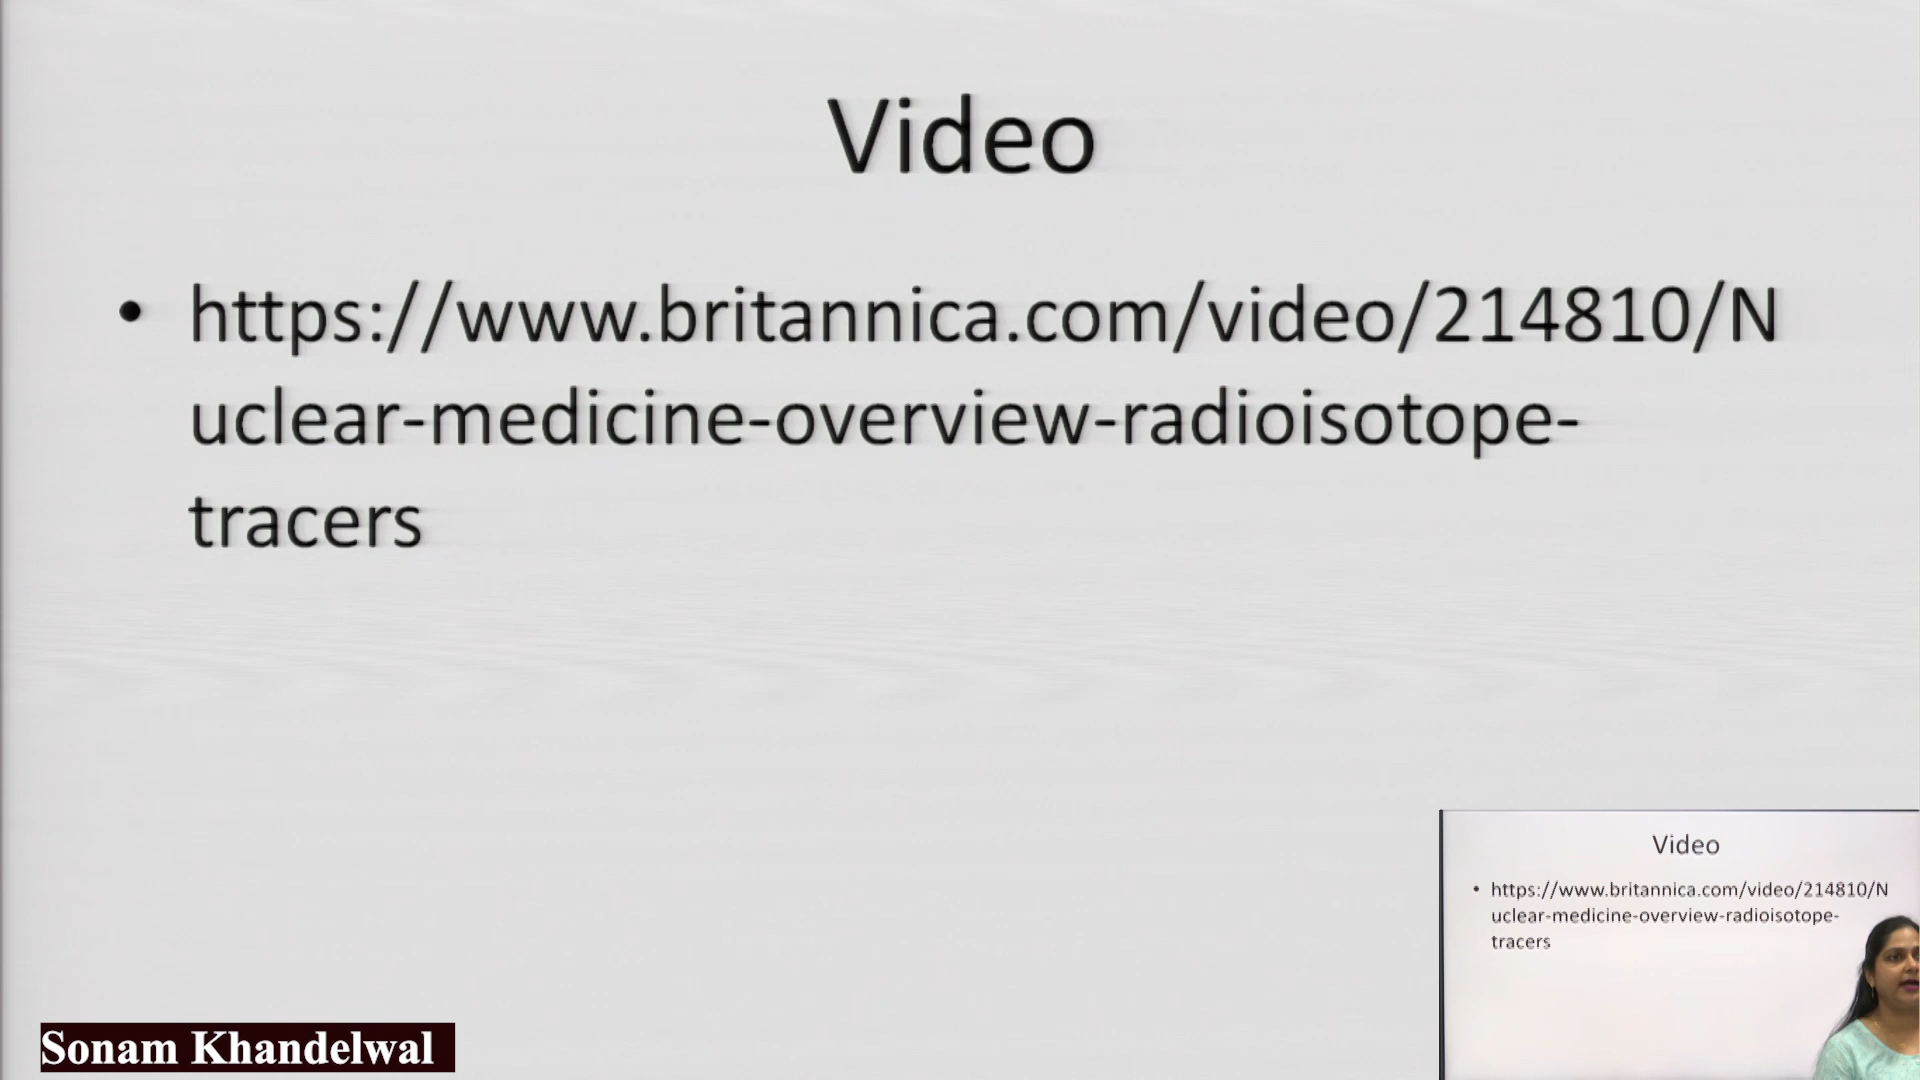 Video
• https://www.britannica.com/video/214810/N
uclear-medicine-overview-radioisotope-
tracers
Video
• https://www.britannica.com/video/214810/N
uclear-medicine-overview-radioisotope-
tracers
Sonam Khandelwal